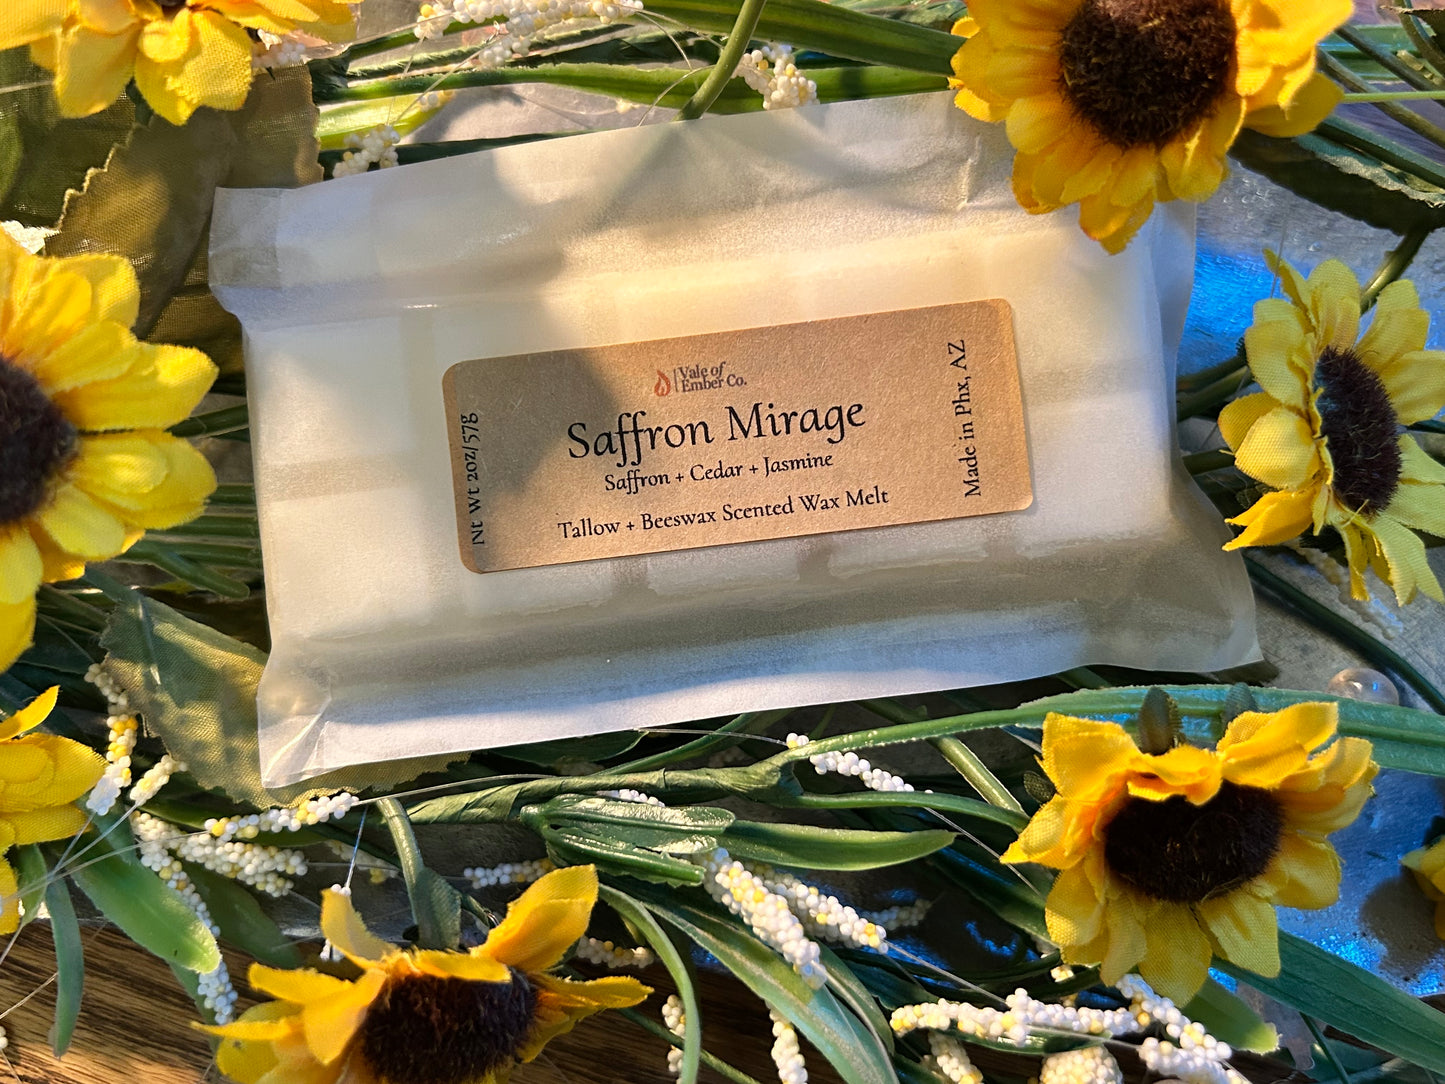 Vale of
Ember Co.
Saffron Mirage
Saffron + Cedar + Jasmine
Tallow + Beeswax Scented Wax Melt
Nt Wt 2oz/57g
Made in Phx, AZ